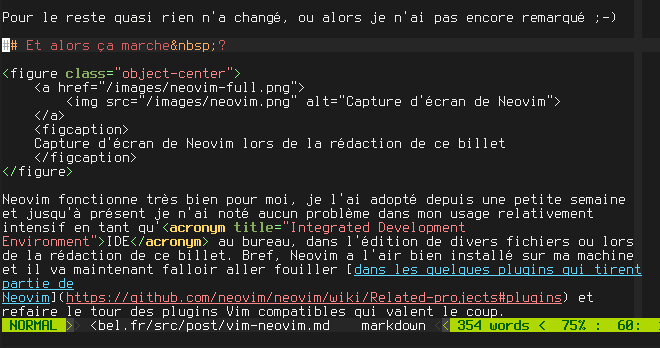 Pour le reste quasi rien n'a changé, ou alors je n'ai pas encore remarqué ;-)
## Et alors ça marche&nbsp;?
<figure class="object-center">
<a href="/images/neovim-full.png">
<img src="/images/neovim.png" alt="Capture d'écran de Neovim">
</a>
<figcaption>
Capture d'écran de Neovim lors de la rédaction de ce billet
</figcaption>
</figure>
Neovim fonctionne très bien pour moi, je l'ai adopté depuis une petite semaine
et jusqu'à présent je n'ai noté aucun problème dans mon usage relativement
intensif en tant qu'<acronym title="Integrated Development
Environment">IDE</acronym> au bureau, dans l'édition de divers fichiers ou lors
de la rédaction de ce billet. Bref, Neovim a l'air bien installé sur ma machine
et il va maintenant falloir aller fouiller [dans les quelques plugins qui tirent
partie de
Neovim](https://github.com/neovim/neovim/wiki/Related-projects#plugins) et
refaire le tour des plugins Vim compatibles qui valent le coup.
NORMAL > <bel.fr/src/post/vim-neovim.md markdown < 354 words < 75% : 60: